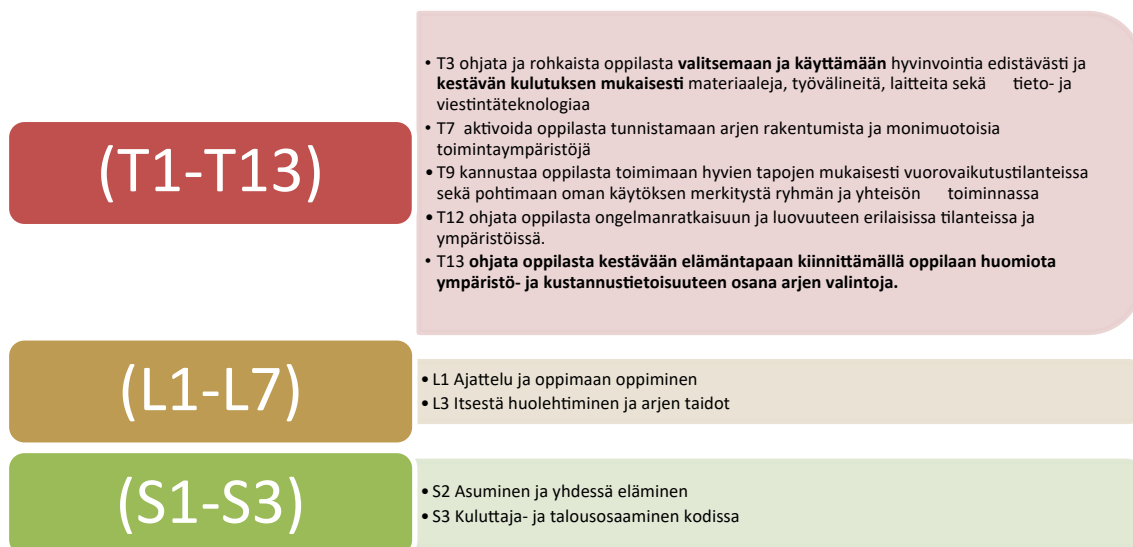 (T1-T13)
• T3 ohjata ja rohkaista oppilasta valitsemaan ja käyttämään hyvinvointia edistävästi ja
kestävän kulutuksen mukaisesti materiaaleja, työvälineitä, laitteita sekä tieto- ja
viestintäteknologiaa
• T7 aktivoida oppilasta tunnistamaan arjen rakentumista ja monimuotoisia
toimintaympäristöjä
• T9 kannustaa oppilasta toimimaan hyvien tapojen mukaisesti vuorovaikutustilanteissa
sekä pohtimaan oman käytöksen merkitystä ryhmän ja yhteisön toiminnassa
• T12 ohjata oppilasta ongelmanratkaisuun ja luovuuteen erilaisissa tilanteissa ja
ympäristöissä.
• T13 ohjata oppilasta kestävään elämäntapaan kiinnittämällä oppilaan huomiota
ympäristö- ja kustannustietoisuuteen osana arjen valintoja.
(L1-L7)
• L1 Ajattelu ja oppimaan oppiminen
• L3 Itsestä huolehtiminen ja arjen taidot
(S1-S3)
• S2 Asuminen ja yhdessä eläminen
• S3 Kuluttaja- ja talousosaaminen kodissa